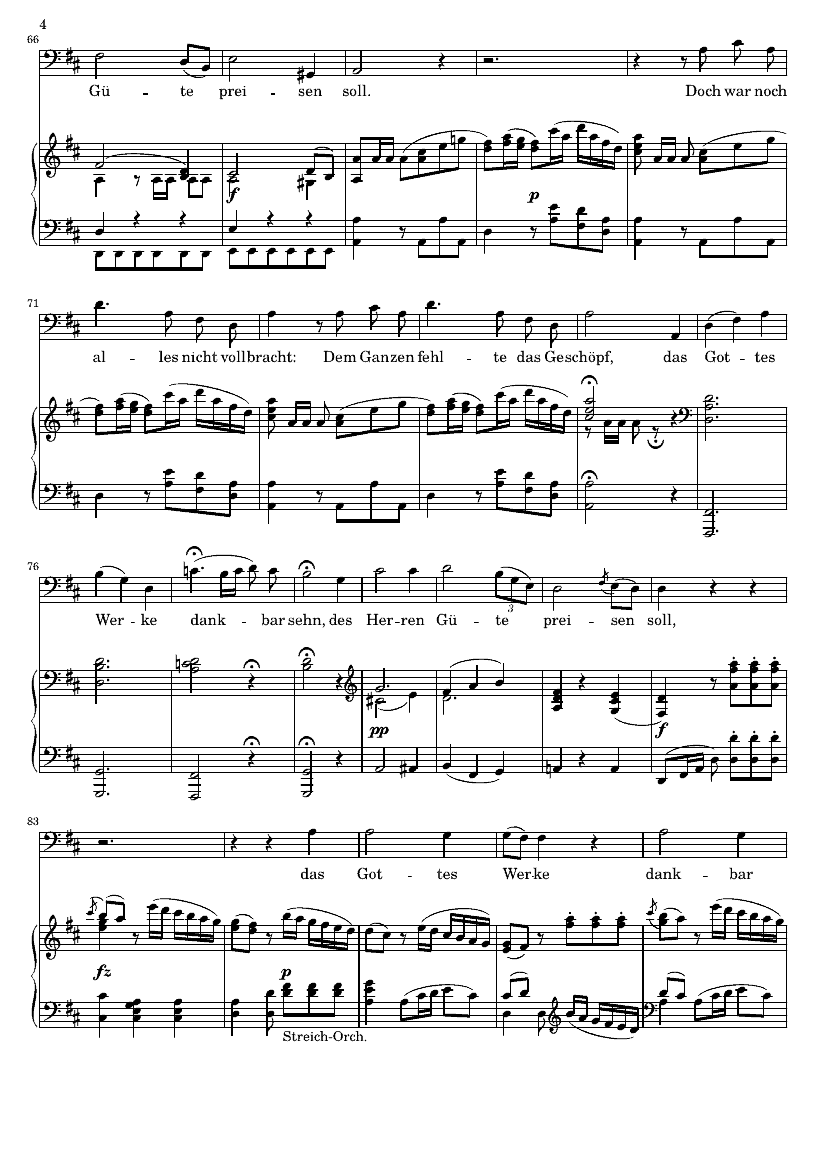 4
66
Gü -- te prei -- sen soll. Doch war noch
f
p
71
al -- les nicht vollbracht: Dem Ganzen fehl -- te das Geschöpf, das Got -- tes
76
3
Wer -- ke dank -- bar sehn, des Her -- ren Gü -- te prei -- sen soll,
pp
f
83
das Got -- tes Wer-ke dank -- bar
fz
p
Streich-Orch.